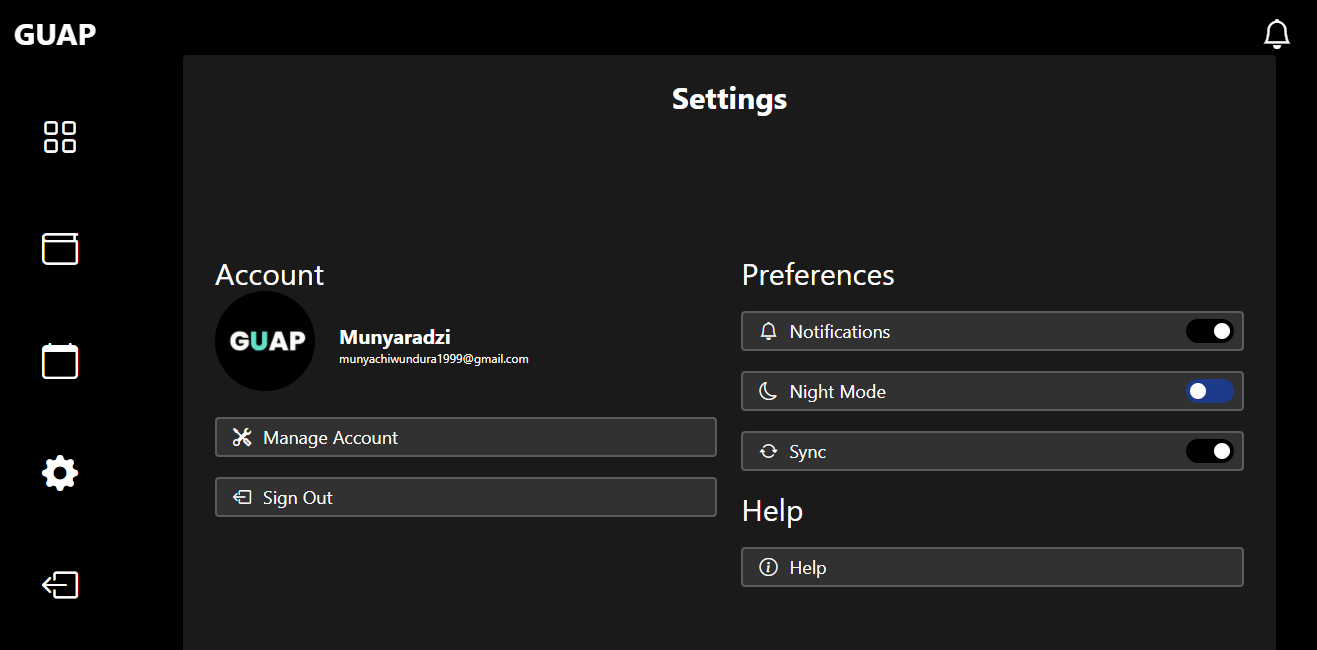 GUAP
Settings
Account
GUAP
Munyaradzi
munyachiwundura1999@gmail.com
Manage Account
Sign Out
Preferences
Notifications
Night Mode
Sync
Help
Help